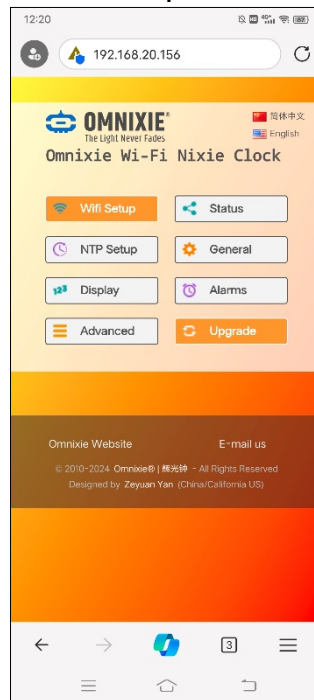 12:20
192.168.20.156
OMNIXIE®
The Light Never Fades
简体中文
English
Omnixie Wi-Fi Nixie Clock
Wifi Setup
Status
NTP Setup
General
123 Display
Alarms
Advanced
Upgrade
Omnixie Website
E-mail us
© 2010-2024 Omnixie® | 辉光钟 - All Rights Reserved
Designed by Zeyuan Yan (China/California US)
3